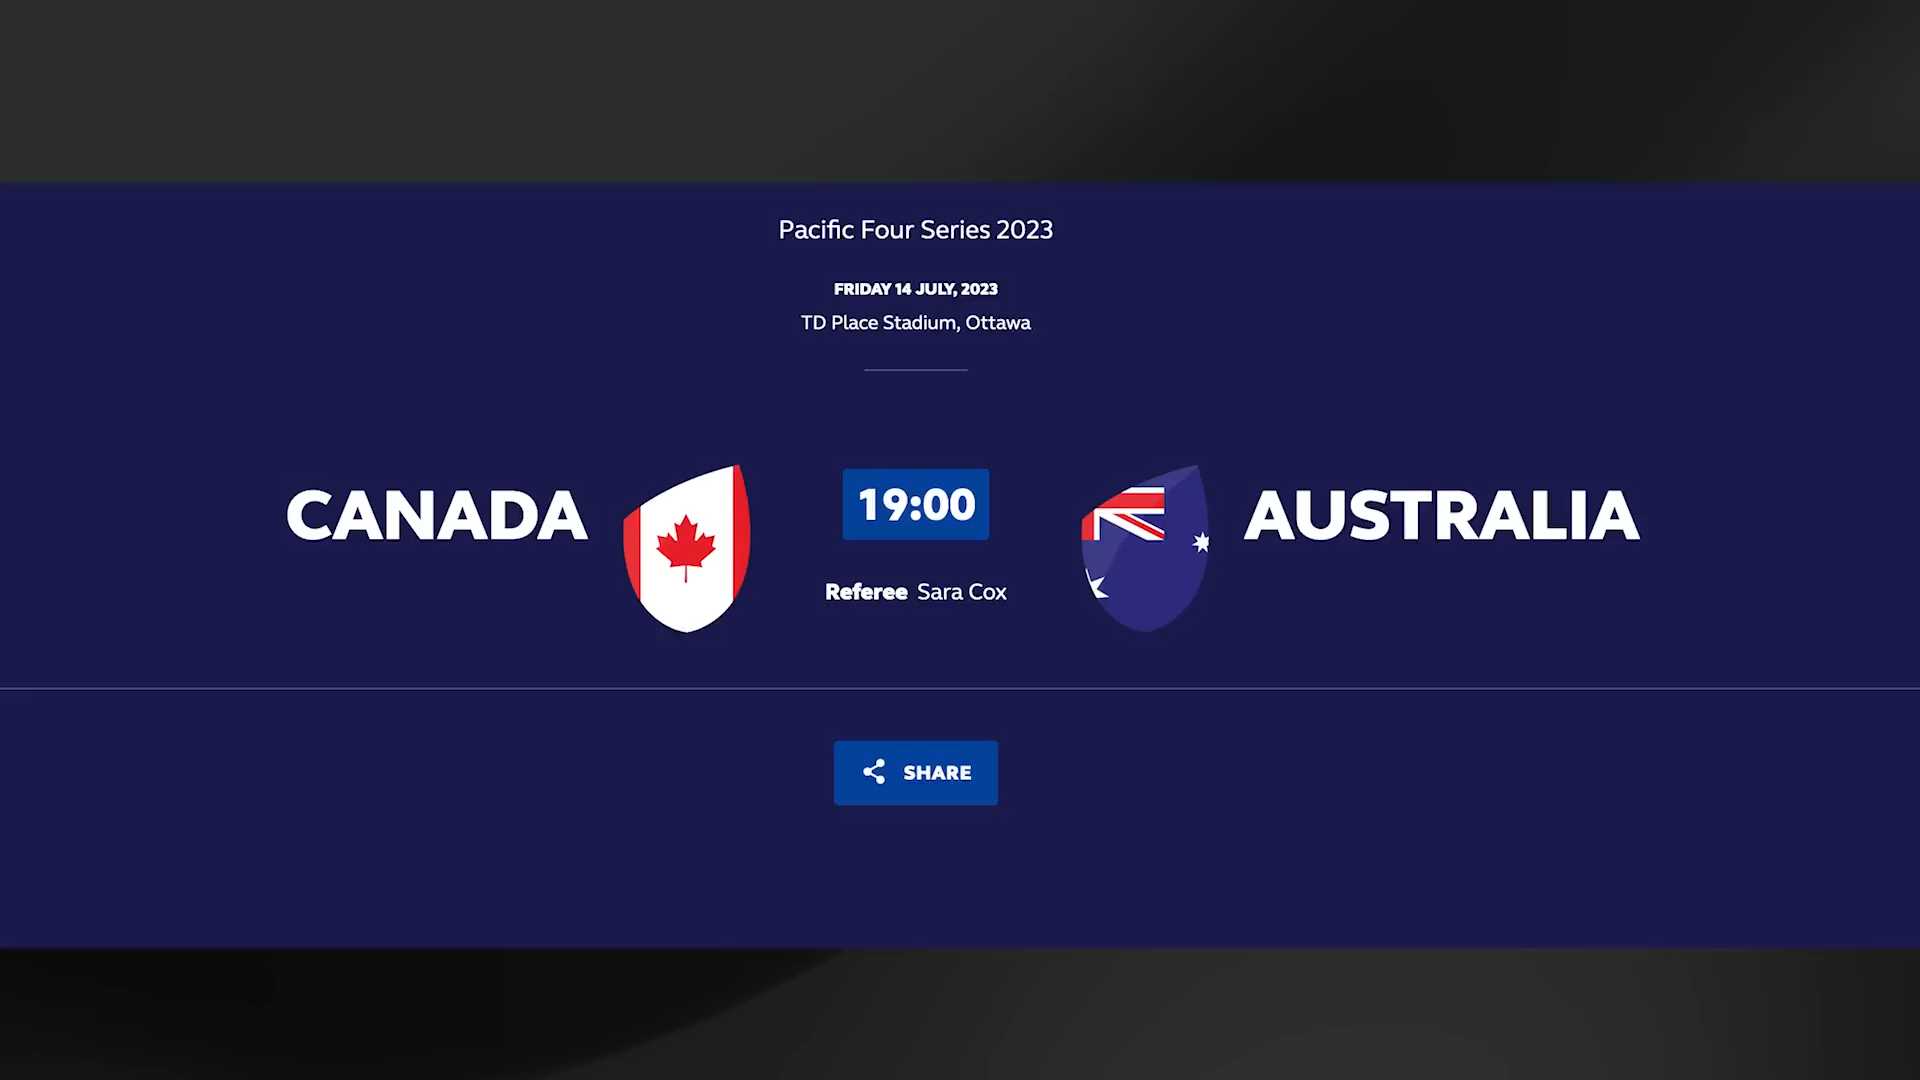 Pacific Four Series 2023
FRIDAY 14 JULY, 2023
TD Place Stadium, Ottawa
CANADA 19:00 AUSTRALIA
Referee Sara Cox
SHARE